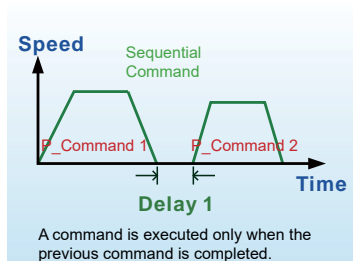 Speed
Sequential
Command
P_Command 1
P_Command 2
Time
Delay 1
A command is executed only when the
previous command is completed.